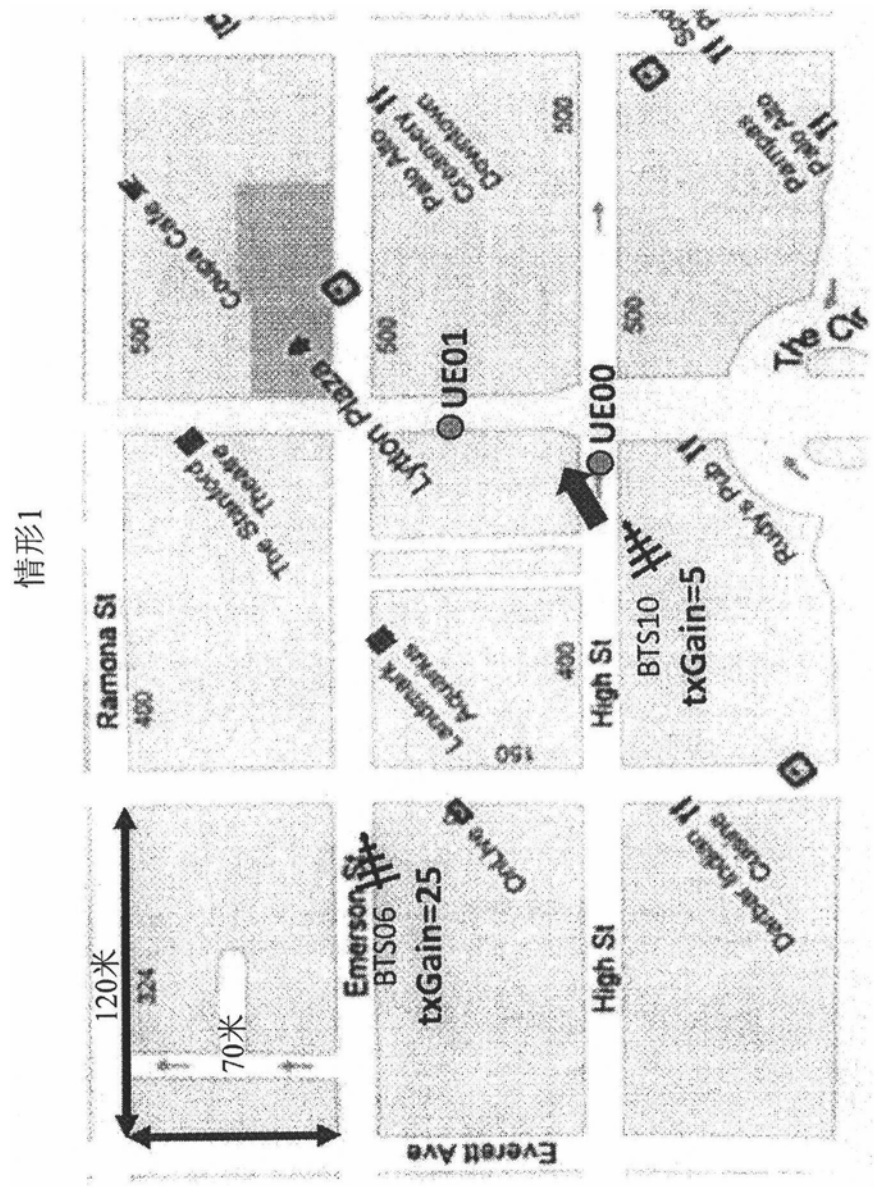 情形1
Ramona St
400
500
The Stanford
Theatre
Coupa Cafe
Lytton Plaza
120米
324
70米
Emerson St
BTS06
txGain=25
OnLive
Landmark
Aquarius
150
400
500
Palo Alto
Creamery
Downtown
500
UE01
UE00
High St
BTS10
txGain=5
Rudy's Pub
500
Pampas
Palo Alto
High St
Darbar Indian
Cuisine
Everett Ave